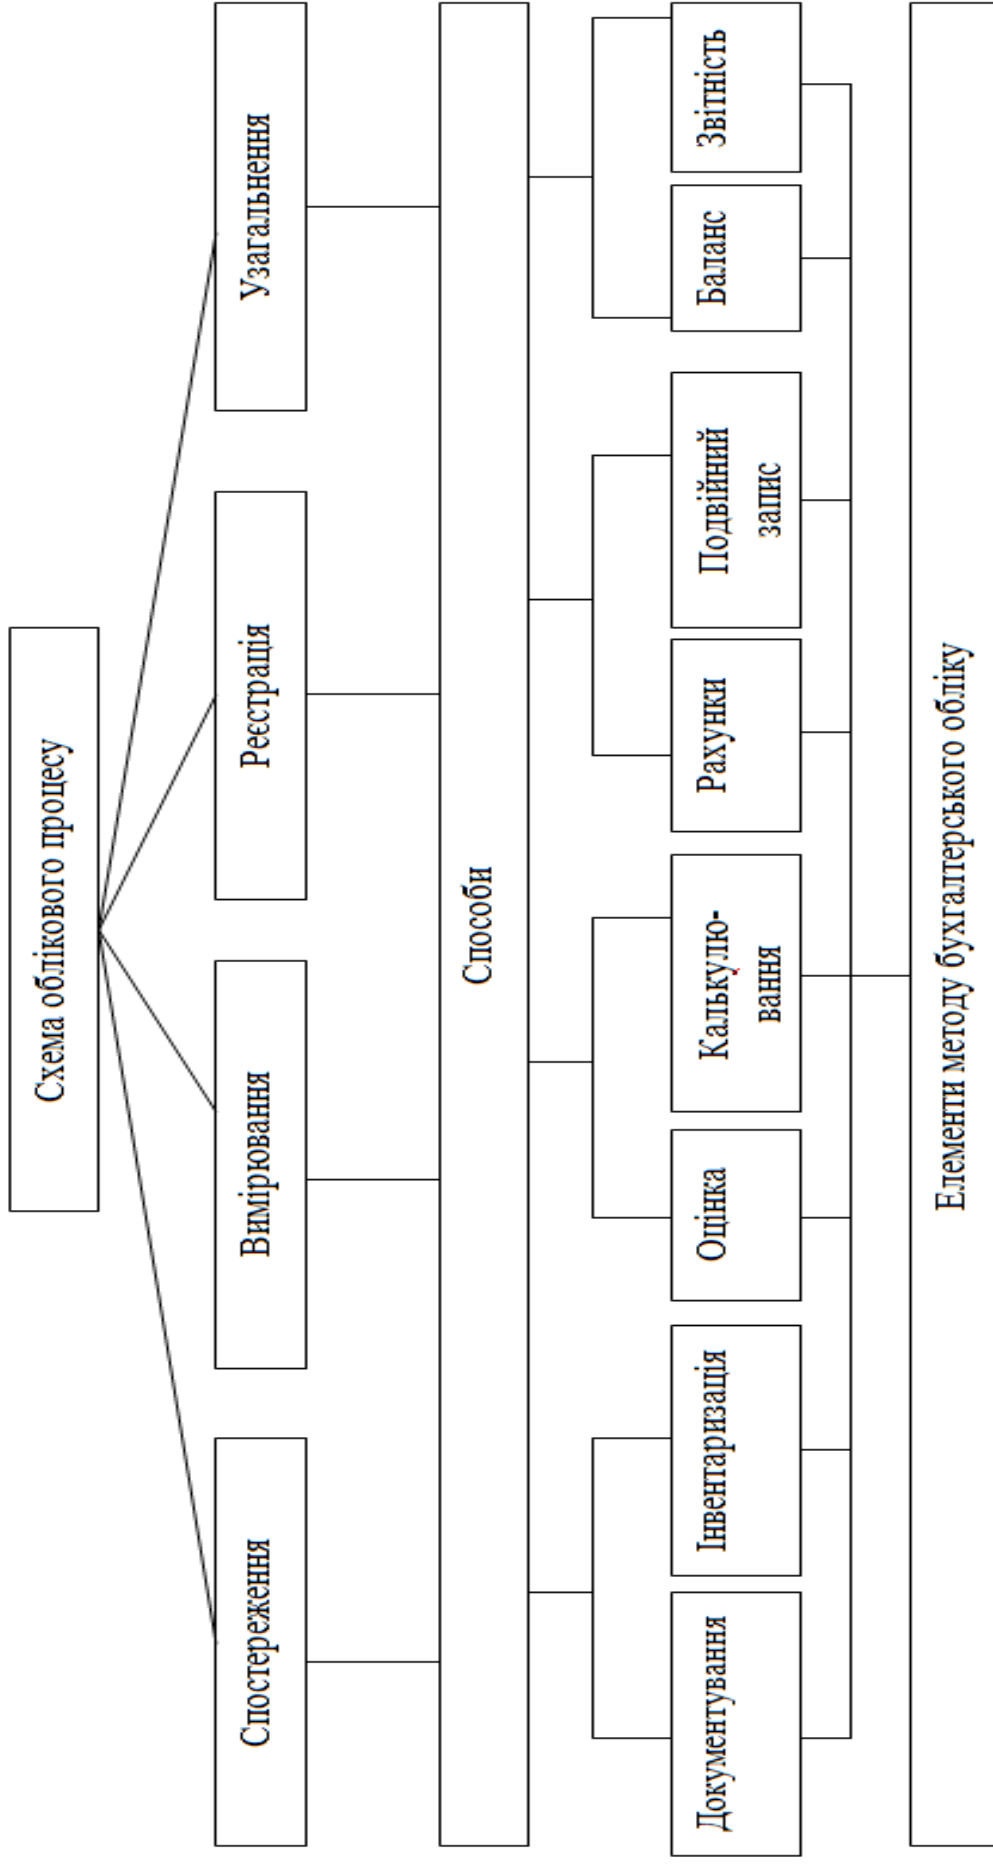 Схема облікового процесу
Спостереження
Вимірювання
Реєстрація
Узагальнення
Способи
Документування
Інвентаризація
Оцінка
Калькулю-
вання
Рахунки
Подвійний
запис
Баланс
Звітність
Елементи методу бухгалтерського обліку